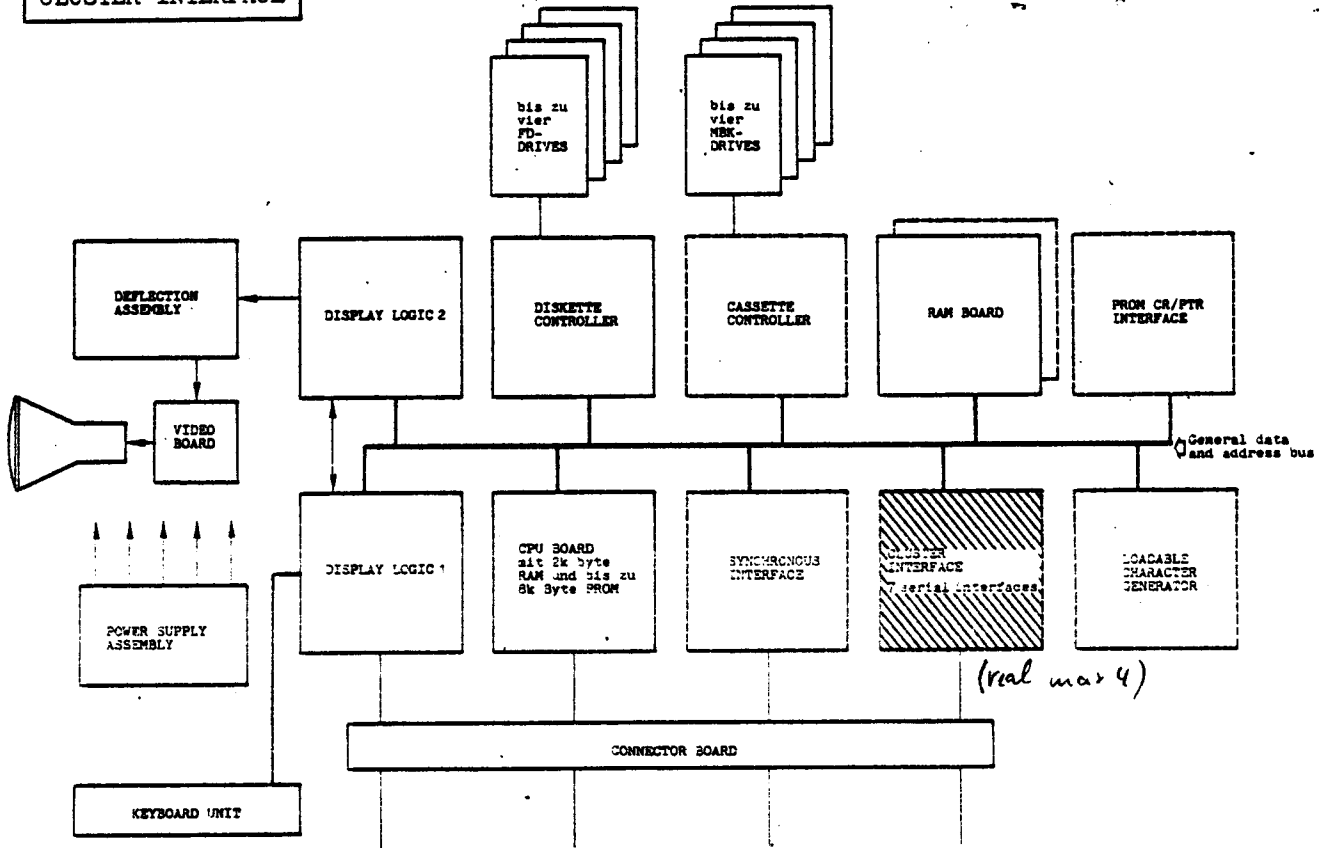 CLUSTER INTERFACE
bis zu
vier
FD-
DRIVES
bis zu
vier
MBK-
DRIVES
DEFLECTION
ASSEMBLY
DISPLAY LOGIC 2
DISKETTE
CONTROLLER
CASSETTE
CONTROLLER
RAM BOARD
PROM CR/PTR
INTERFACE
VIDEO
BOARD
General data
and address bus
DISPLAY LOGIC 1
CPU BOARD
mit 2k byte
RAM und bis zu
8k Byte PROM
SYNCHRONOUS
INTERFACE
CLUSTER
INTERFACE
7 serial interfaces
LOADABLE
CHARACTER
GENERATOR
POWER SUPPLY
ASSEMBLY
(real max 4)
CONNECTOR BOARD
KEYBOARD UNIT